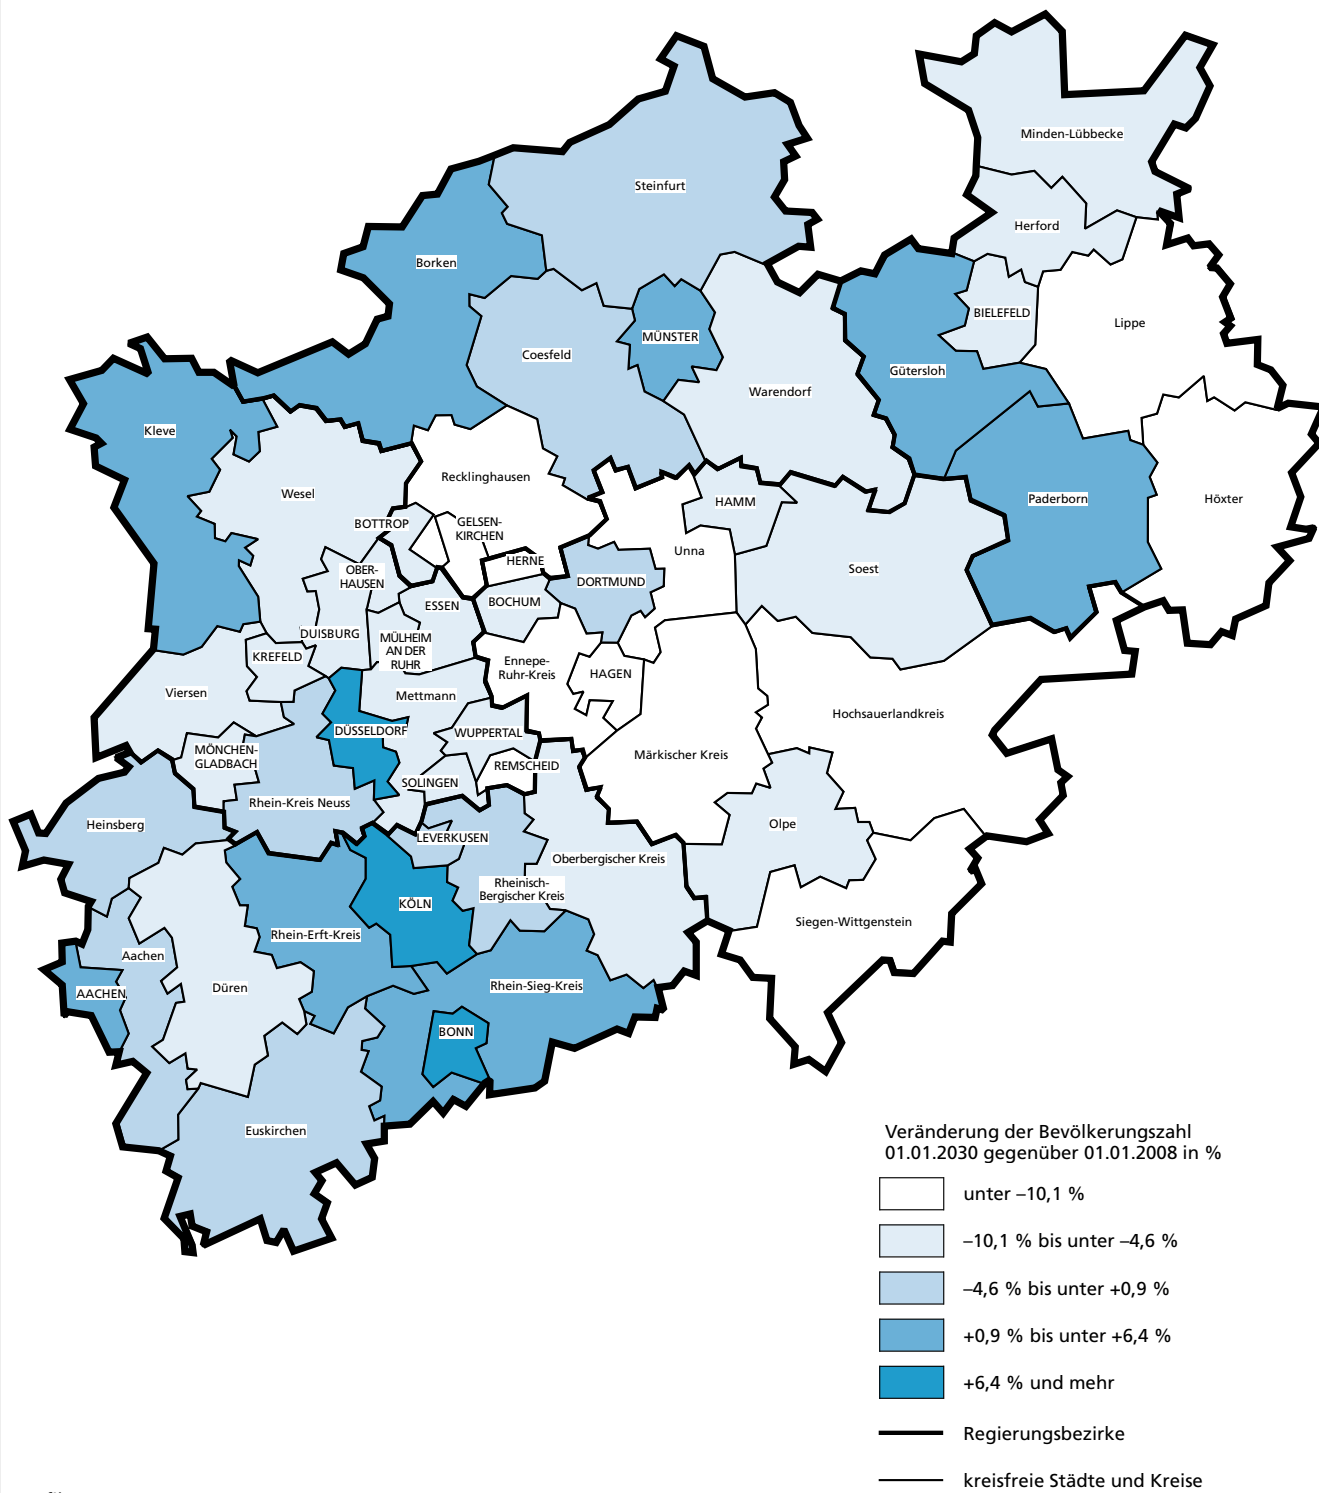 Minden-Lübbecke
Steinfurt
Herford
Borken
BIELEFELD
Lippe
MÜNSTER
Coesfeld
Gütersloh
Warendorf
Kleve
Recklinghausen
Wesel
Paderborn
Höxter
HAMM
BOTTROP
GELSEN-
KIRCHEN
Unna
HERNE
Soest
OBER-
HAUSEN
DORTMUND
ESSEN
BOCHUM
DUISBURG
MÜLHEIM
AN DER
RUHR
KREFELD
Ennepe-
Ruhr-Kreis
HAGEN
Viersen
Mettmann
Hochsauerlandkreis
DÜSSELDORF
WUPPERTAL
MÖNCHEN-
GLADBACH
Märkischer Kreis
REMSCHEID
SOLINGEN
Rhein-Kreis Neuss
Heinsberg
Olpe
LEVERKUSEN
Oberbergischer Kreis
Rheinisch-
Bergischer Kreis
KÖLN
Siegen-Wittgenstein
Rhein-Erft-Kreis
Aachen
Rhein-Sieg-Kreis
Düren
AACHEN
BONN
Euskirchen
Veränderung der Bevölkerungszahl
01.01.2030 gegenüber 01.01.2008 in %
unter –10,1 %
–10,1 % bis unter –4,6 %
–4,6 % bis unter +0,9 %
+0,9 % bis unter +6,4 %
+6,4 % und mehr
Regierungsbezirke
kreisfreie Städte und Kreise